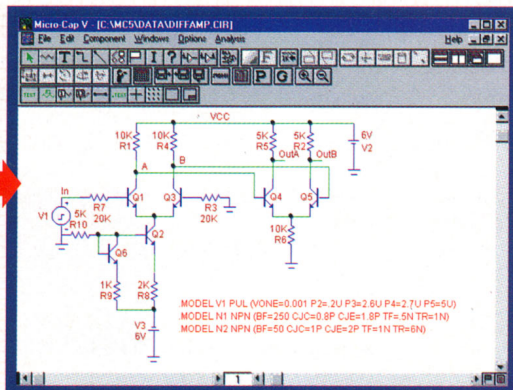 Micro-Cap V - [C:\MC5\DATA\DIFFAMP.CIR]
File Edit Component Windows Options Analysis Help
T I ? F
P G
TEXT TEXT
VCC
10K
R1
10K
R4
5K
R5
5K
R2
6V
V2
OutA
OutB
A
B
In
R7
20K
Q1
Q3
R3
20K
Q4
Q5
V1
5K
R10
Q2
Q6
10K
R6
1K
R9
2K
R8
V3
6V
.MODEL V1 PUL (VONE=0.001 P2=.2U P3=2.6U P4=2.7U P5=5U)
.MODEL N1 NPN (BF=250 CJC=0.8P CJE=1.8P TF=.5N TR=1N)
.MODEL N2 NPN (BF=50 CJC=1P CJE=2P TF=1N TR=6N)
1